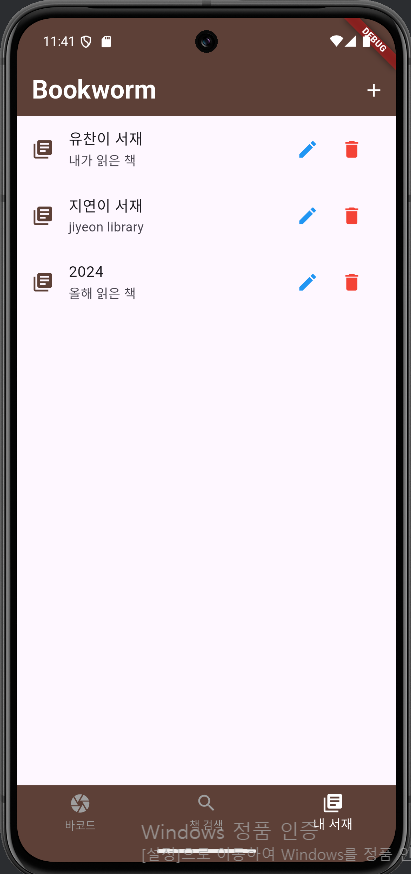 11:41
DEBUG
Bookworm
유찬이 서재
내가 읽은 책
지연이 서재
jiyeon library
2024
올해 읽은 책
바코드
책 검색
내 서재
Windows 정품 인증
[설정]으로 이동하여 Windows를 정품 인